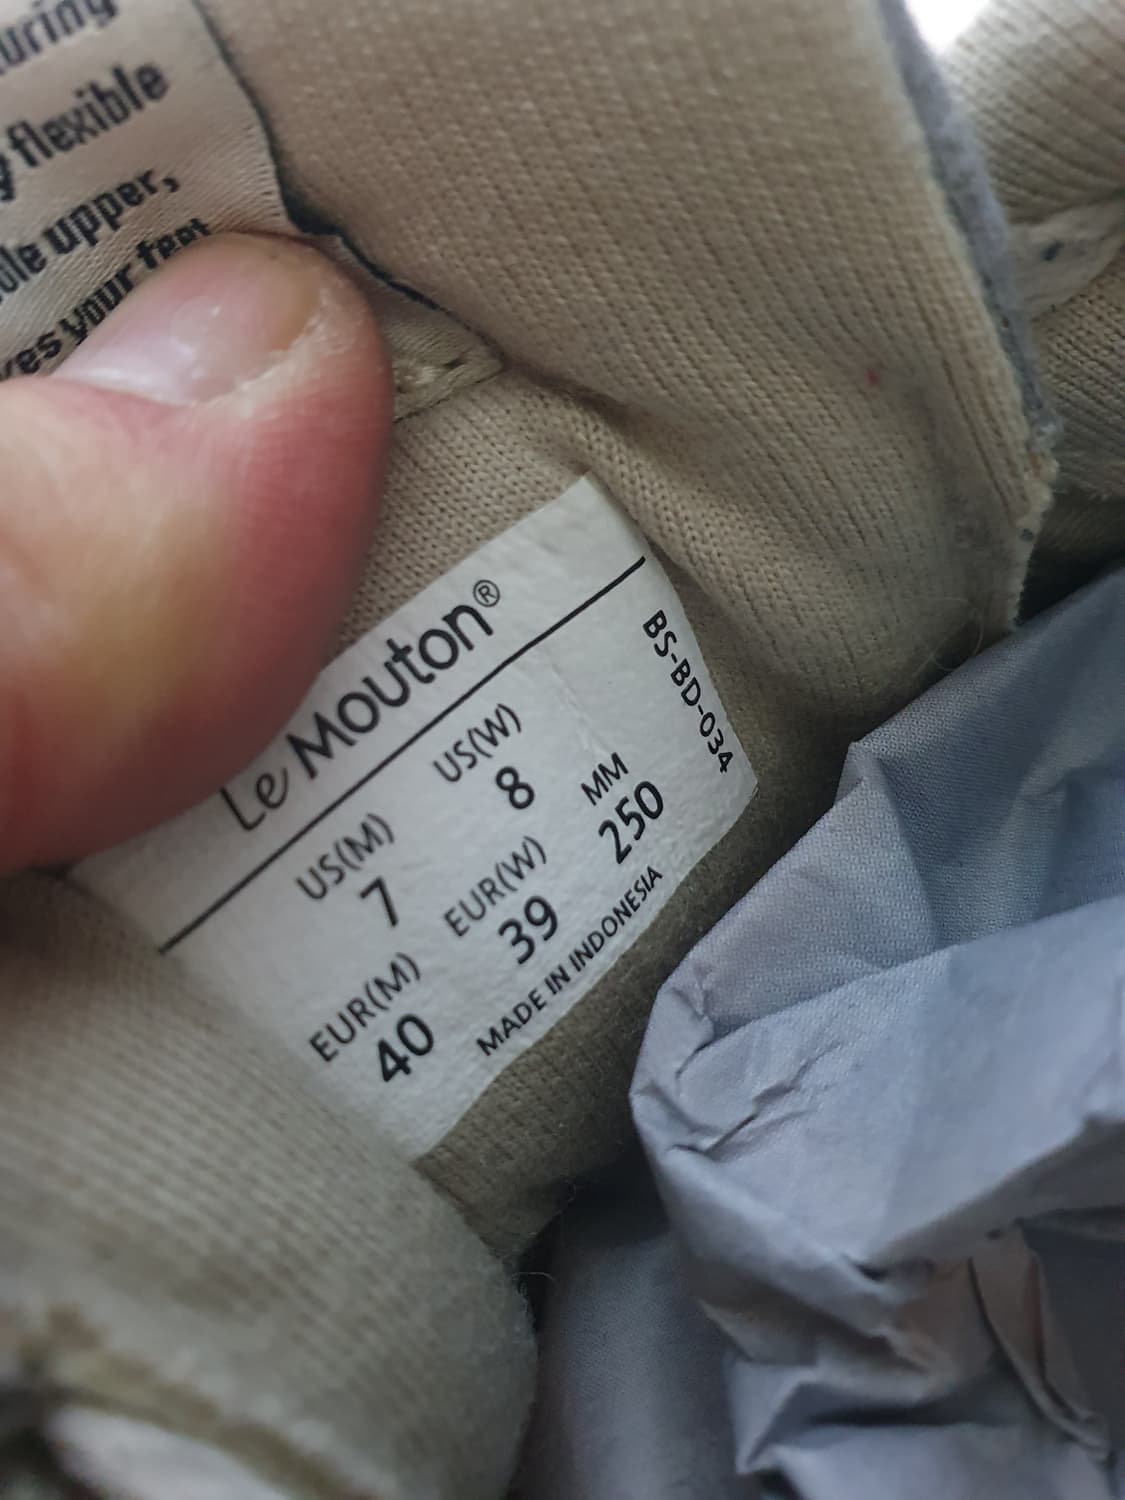 flexible
upper,
your feet
Le Mouton®
US(M) US(W)
7 8
EUR(M) EUR(W) MM
40 39 250
MADE IN INDONESIA
BS-BD-034